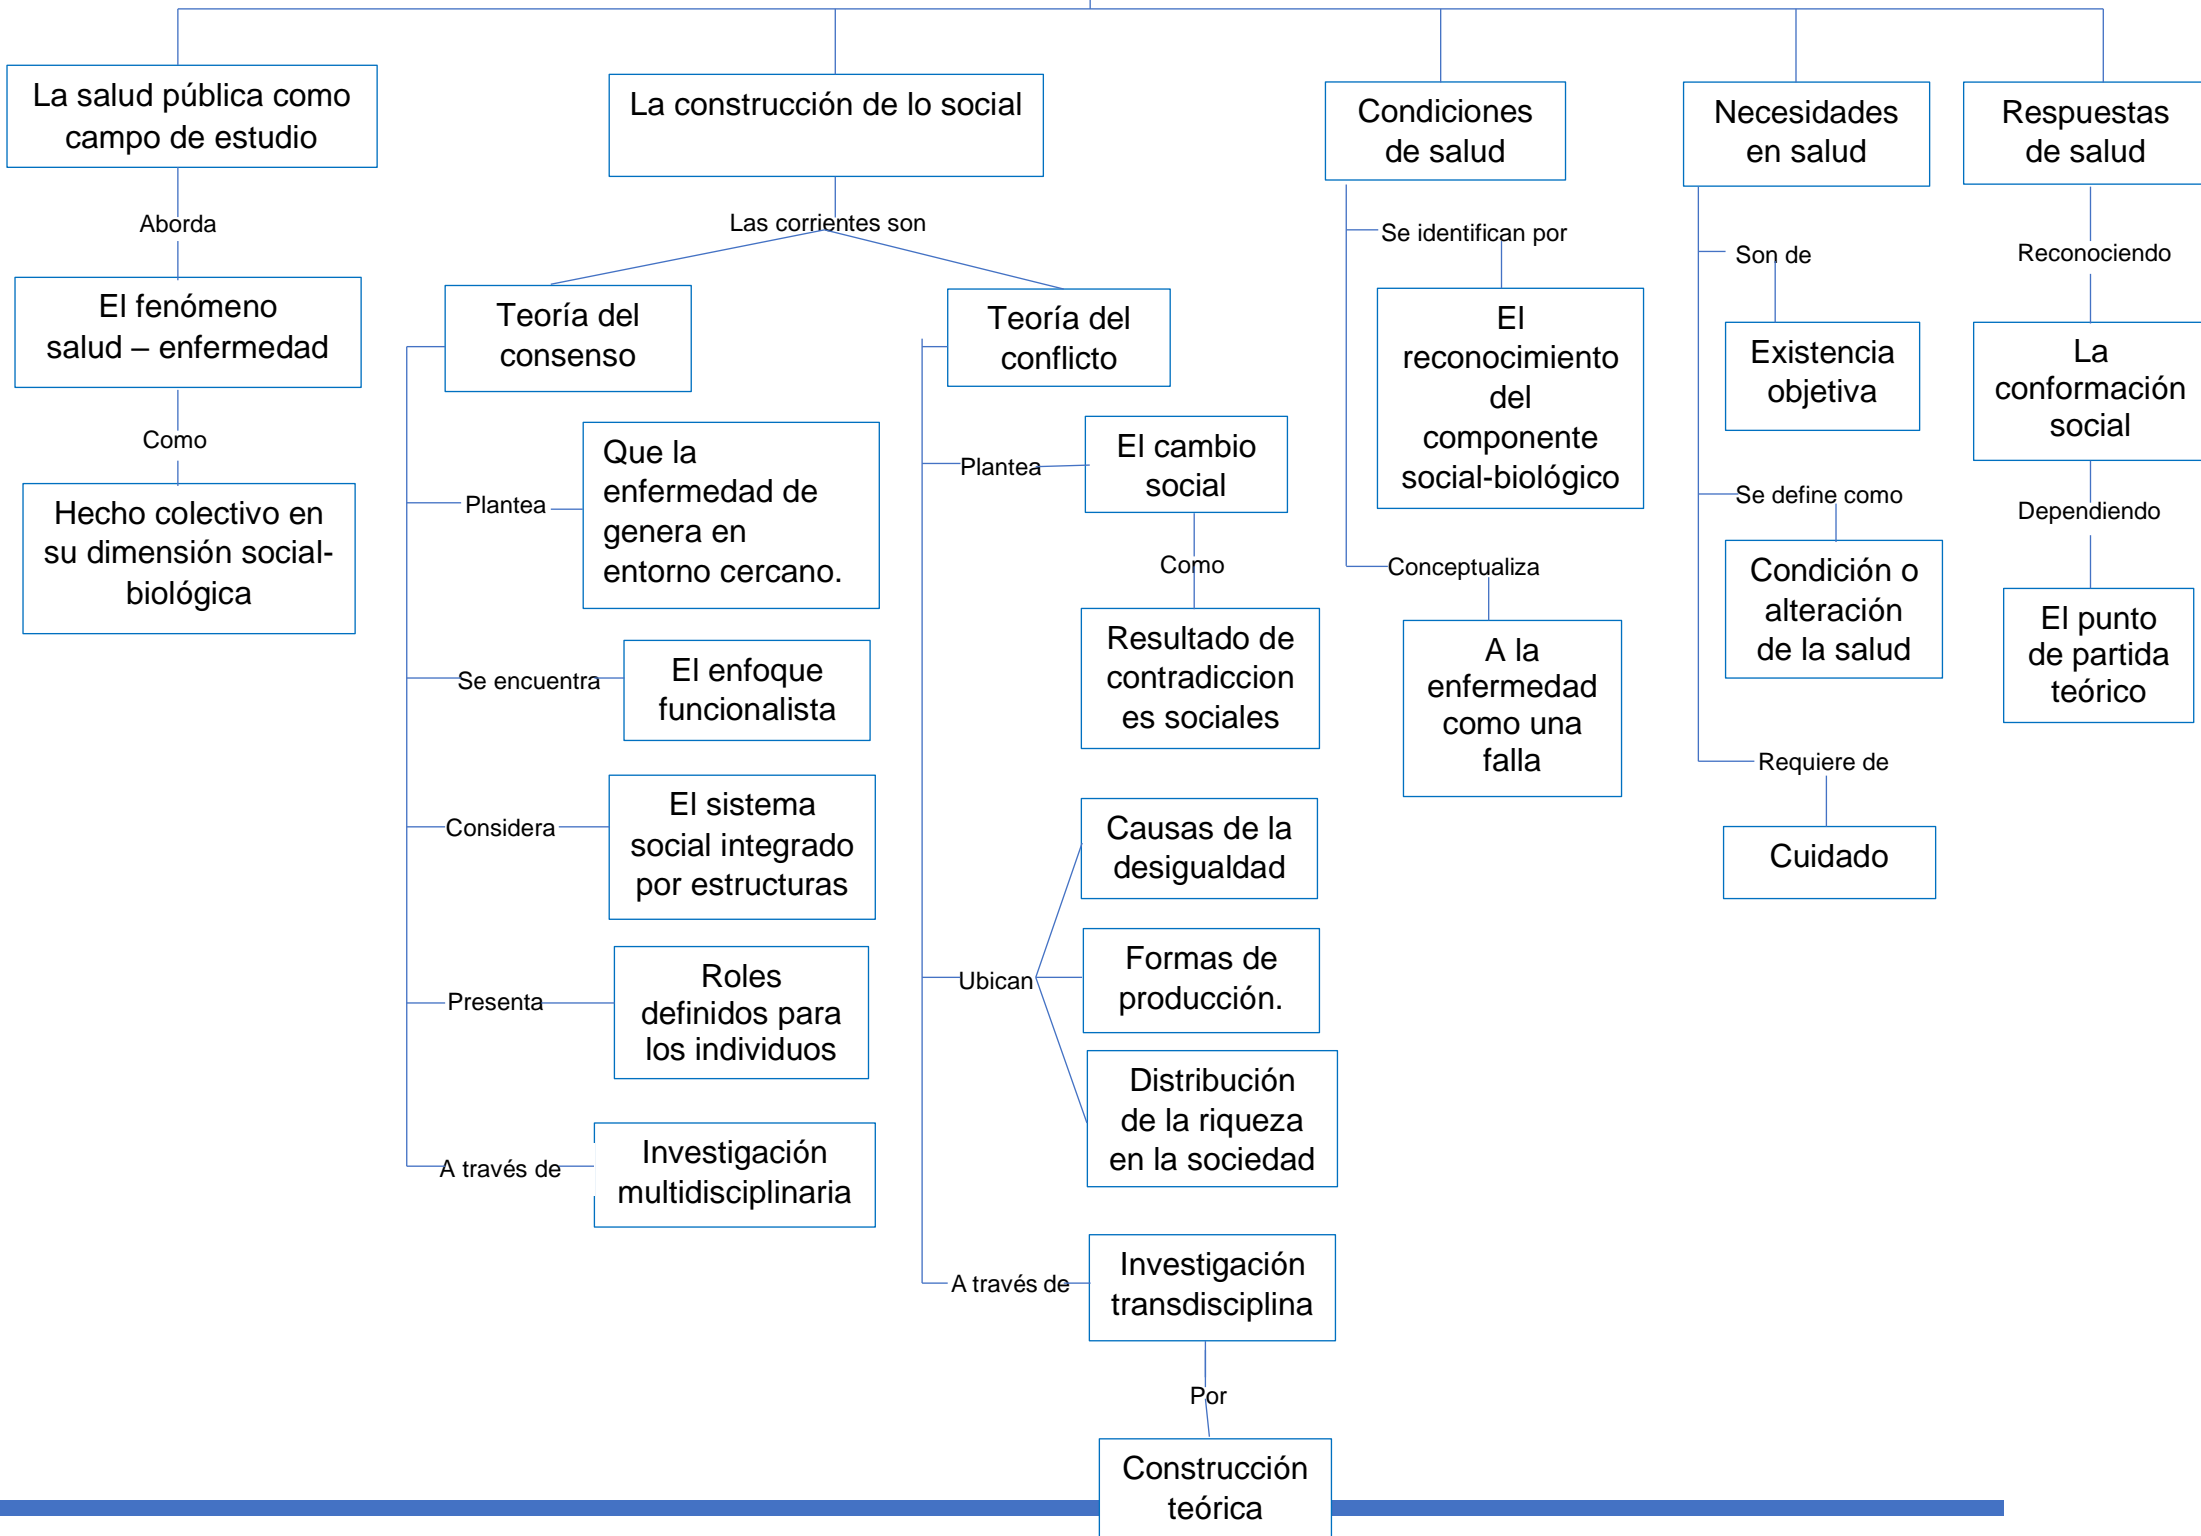 La salud pública como
campo de estudio
Aborda
El fenómeno
salud – enfermedad
Como
Hecho colectivo en
su dimensión social-
biológica
La construcción de lo social
Las corrientes son
Teoría del
consenso
Plantea
Que la
enfermedad de
genera en
entorno cercano.
Se encuentra
El enfoque
funcionalista
Considera
El sistema
social integrado
por estructuras
Presenta
Roles
definidos para
los individuos
A través de
Investigación
multidisciplinaria
Teoría del
conflicto
Plantea
El cambio
social
Como
Resultado de
contradiccion
es sociales
Ubican
Causas de la
desigualdad
Formas de
producción.
Distribución
de la riqueza
en la sociedad
A través de
Investigación
transdisciplina
Por
Construcción
teórica
Condiciones
de salud
Se identifican por
El
reconocimiento
del
componente
social-biológico
Conceptualiza
A la
enfermedad
como una
falla
Necesidades
en salud
Son de
Existencia
objetiva
Se define como
Condición o
alteración
de la salud
Requiere de
Cuidado
Respuestas
de salud
Reconociendo
La
conformación
social
Dependiendo
El punto
de partida
teórico